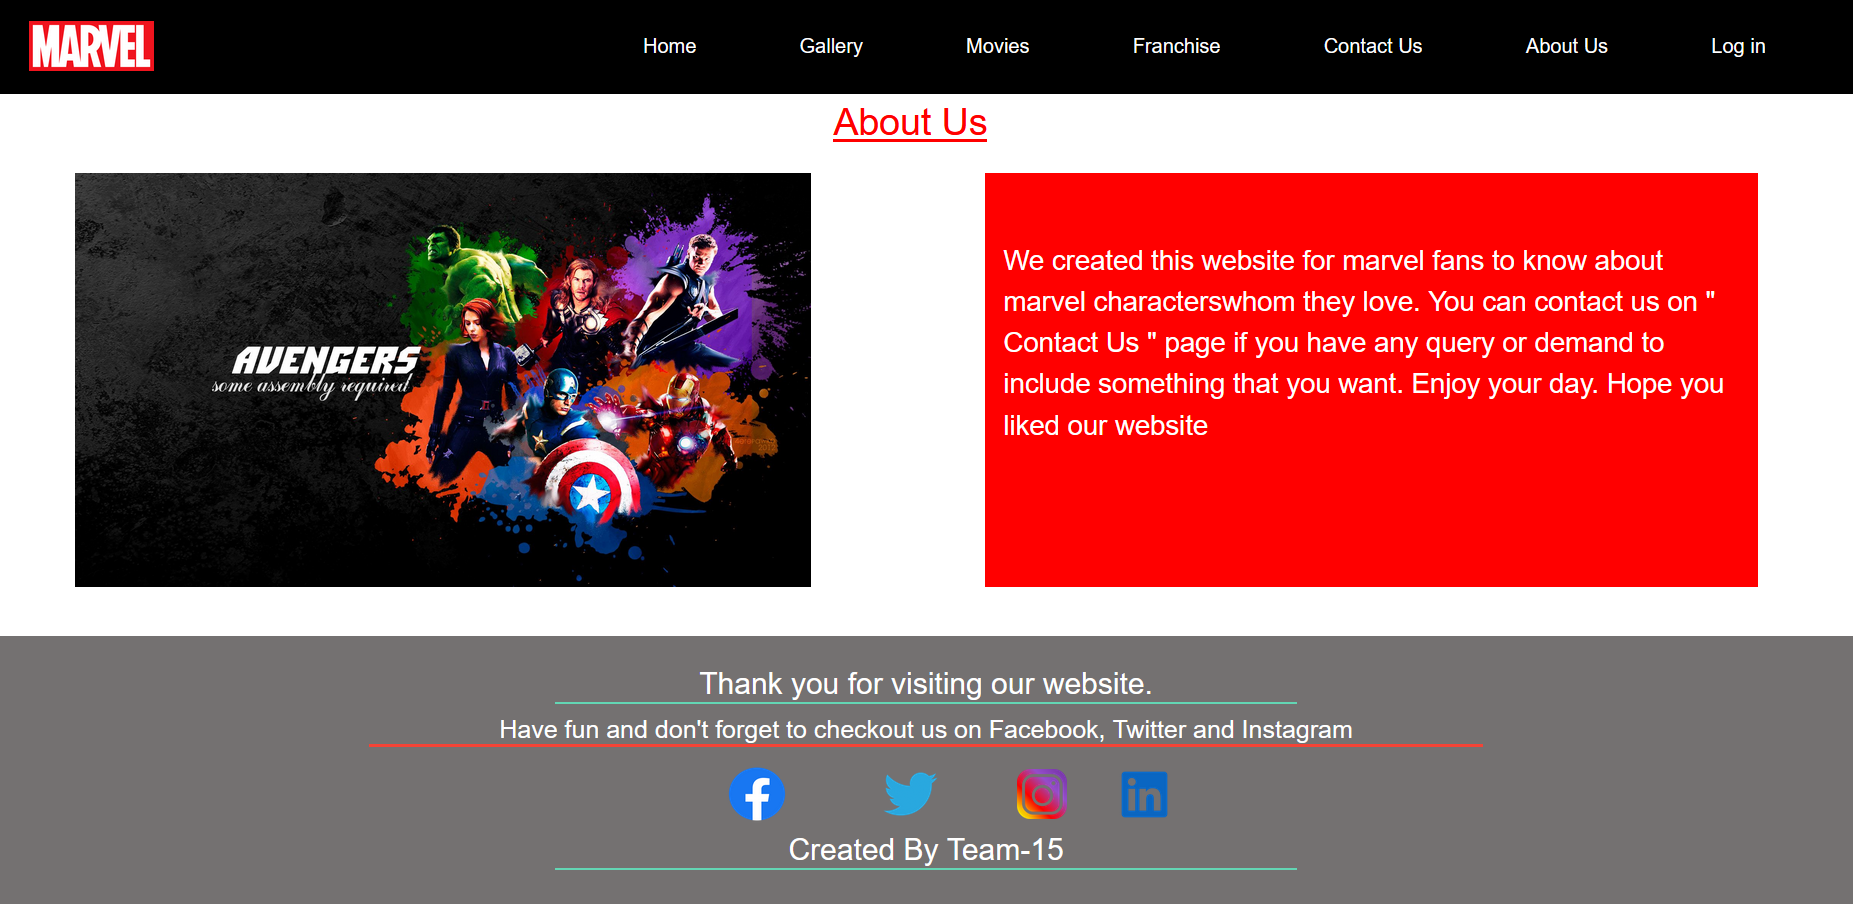 MARVEL
Home Gallery Movies Franchise Contact Us About Us Log in
About Us
AVENGERS
some assembly required
We created this website for marvel fans to know about
marvel characterswhom they love. You can contact us on "
Contact Us " page if you have any query or demand to
include something that you want. Enjoy your day. Hope you
liked our website
Thank you for visiting our website.
Have fun and don't forget to checkout us on Facebook, Twitter and Instagram
Created By Team-15